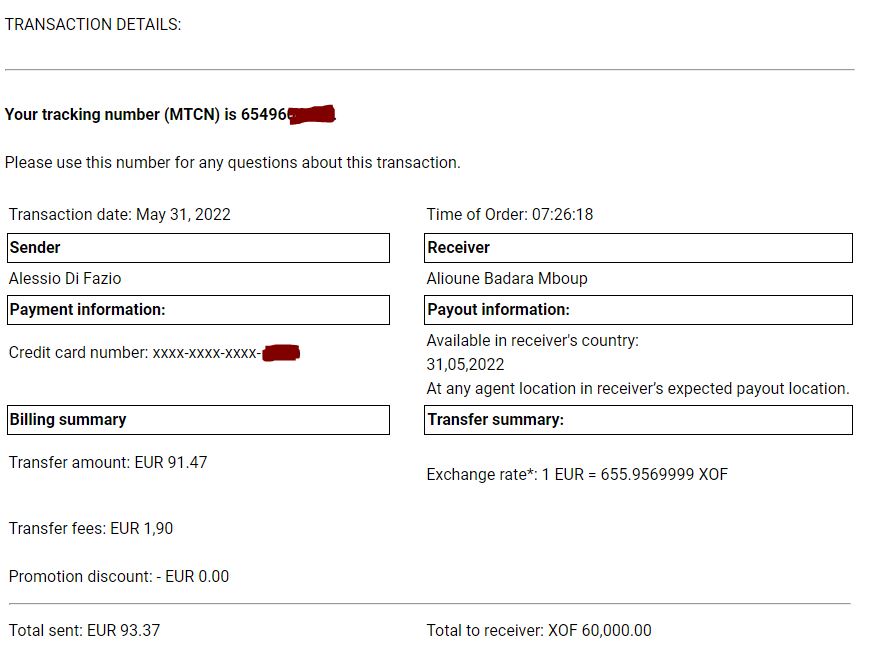 TRANSACTION DETAILS:
Your tracking number (MTCN) is 65496
Please use this number for any questions about this transaction.
Transaction date: May 31, 2022
Time of Order: 07:26:18
Sender
Receiver
Alessio Di Fazio
Alioune Badara Mboup
Payment information:
Payout information:
Credit card number: xxxx-xxxx-xxxx-
Available in receiver's country:
31,05,2022
At any agent location in receiver's expected payout location.
Billing summary
Transfer summary:
Transfer amount: EUR 91.47
Exchange rate*: 1 EUR = 655.9569999 XOF
Transfer fees: EUR 1,90
Promotion discount: - EUR 0.00
Total sent: EUR 93.37
Total to receiver: XOF 60,000.00